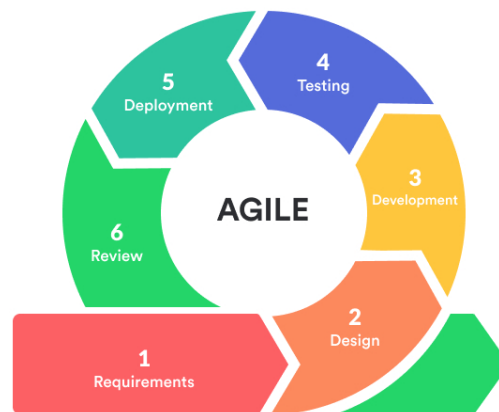 AGILE
1
Requirements
2
Design
3
Development
4
Testing
5
Deployment
6
Review